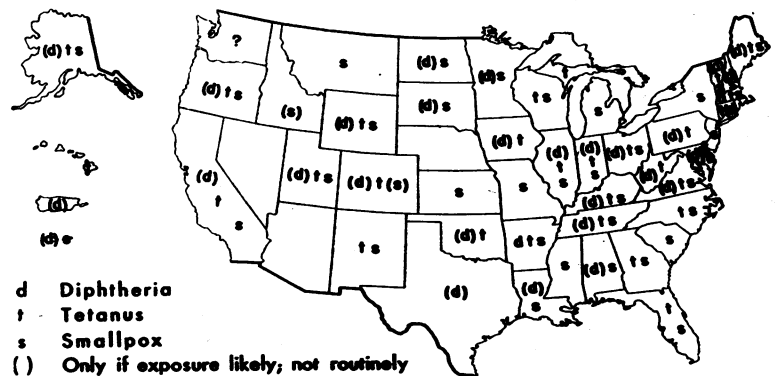 (d) t s
?
s
(d) s
(d) s
(d) t s
(d) t s
(s)
(d) t s
(d) s
t s
t
s
s
(d) t
(d) t
(d) t s
(d) t s
(d)
t
s
(d) t s
(d) t (s)
s
s
(d)
t
s
(d)
t
s
(d) t
(d) t s
(d) t s
(d) t s
t s
(d)
t s
(d) t
d t s
s
(d) s
t s
s
(d)
(d)
s
t
s
d Diphtheria
t Tetanus
s Smallpox
( ) Only if exposure likely; not routinely